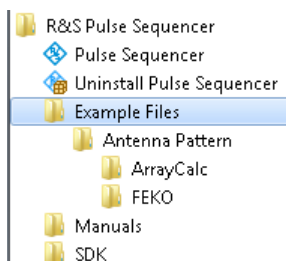 R&S Pulse Sequencer
Pulse Sequencer
Uninstall Pulse Sequencer
Example Files
Antenna Pattern
ArrayCalc
FEKO
Manuals
SDK